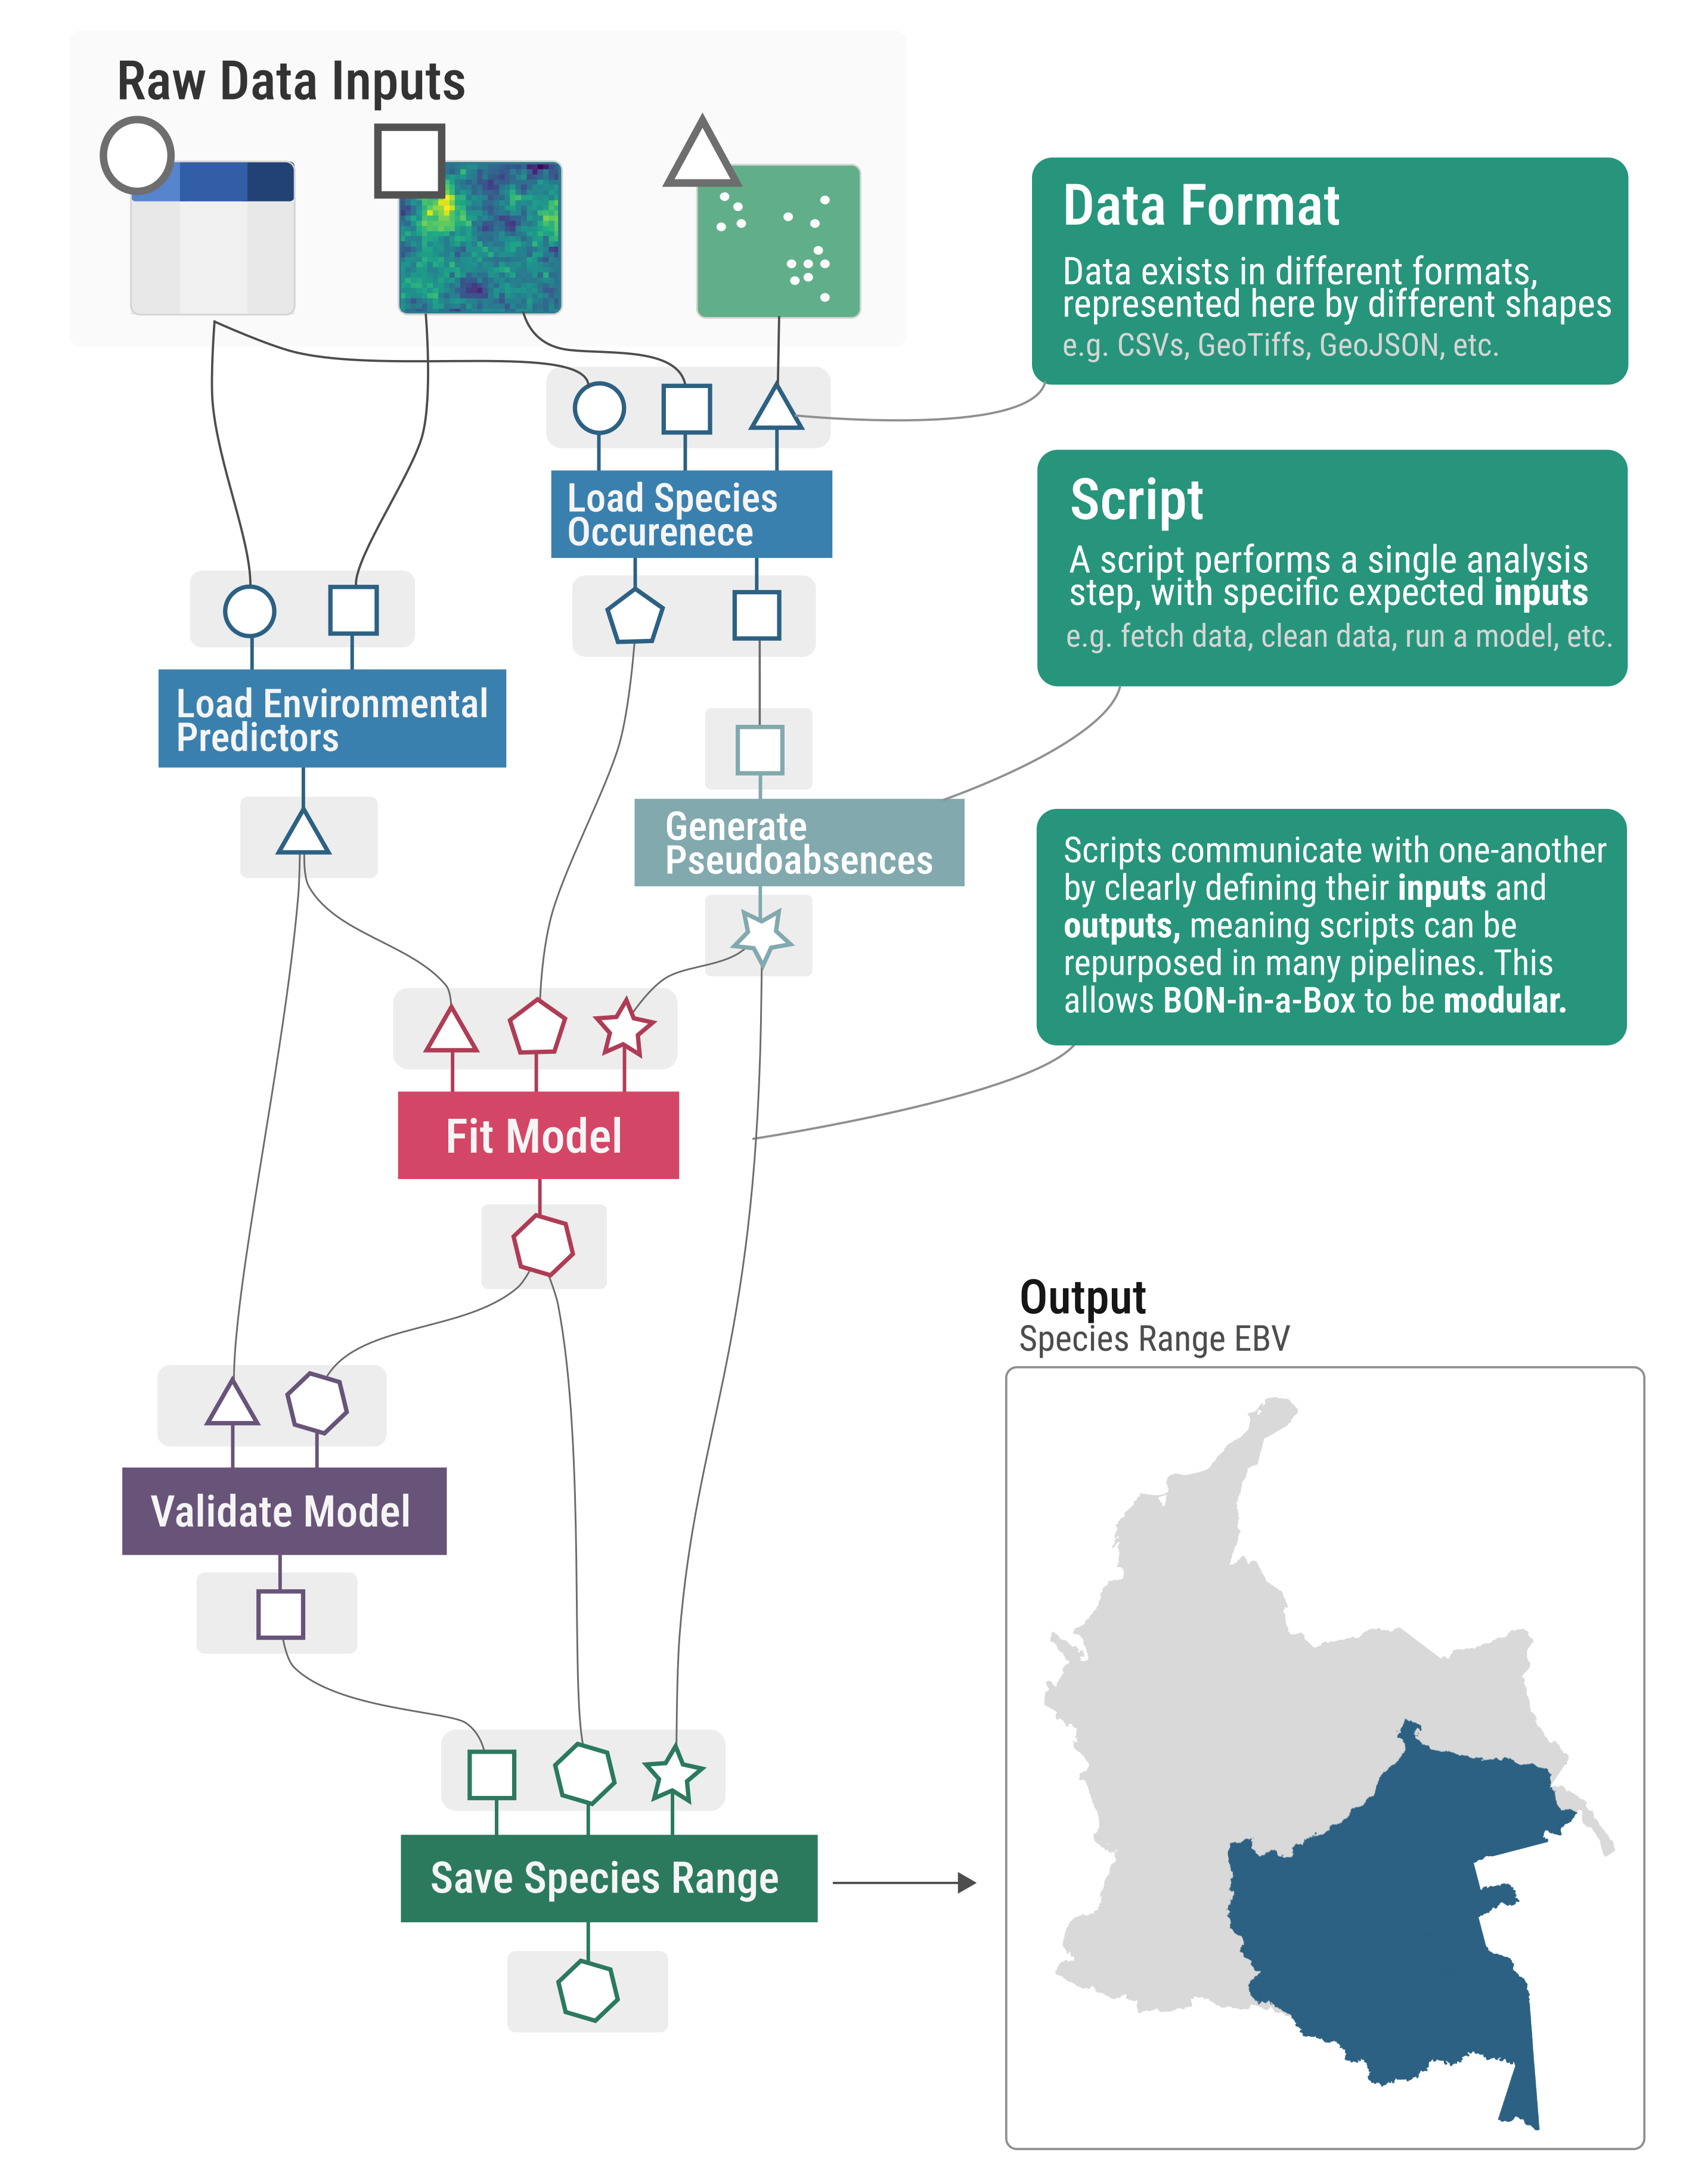 Raw Data Inputs
Data Format
Data exists in different formats,
represented here by different shapes
e.g. CSVs, GeoTiffs, GeoJSON, etc.
Load Species
Occurenece
Script
A script performs a single analysis
step, with specific expected inputs
e.g. fetch data, clean data, run a model, etc.
Load Environmental
Predictors
Generate
Pseudoabsences
Scripts communicate with one-another
by clearly defining their inputs and
outputs, meaning scripts can be
repurposed in many pipelines. This
allows BON-in-a-Box to be modular.
Fit Model
Output
Species Range EBV
Validate Model
Save Species Range